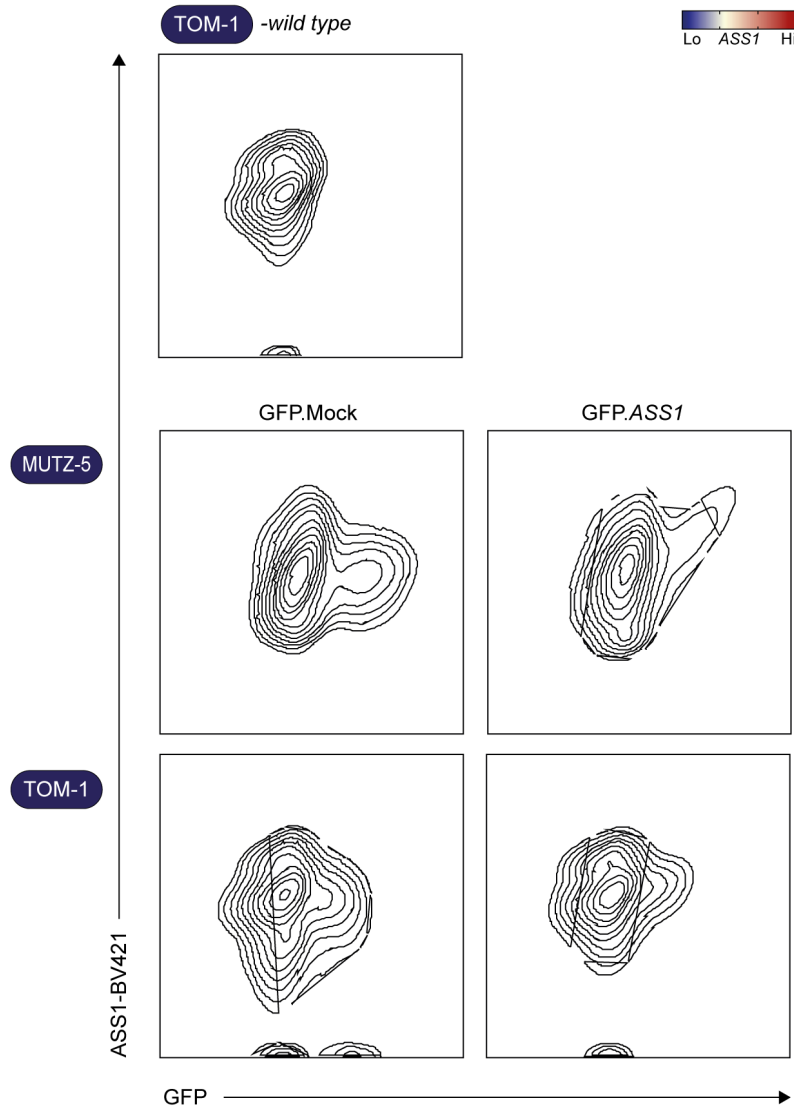 TOM-1 -wild type
Lo ASS1 Hi
GFP.Mock
GFP.ASS1
MUTZ-5
TOM-1
ASS1-BV421
GFP